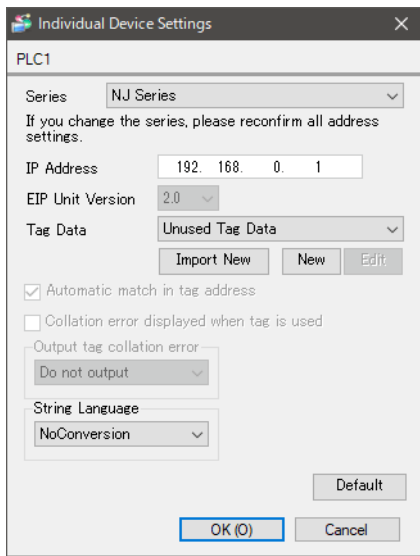 Individual Device Settings
PLC1
Series NJ Series
If you change the series, please reconfirm all address
settings.
IP Address 192. 168. 0. 1
EIP Unit Version 2.0
Tag Data Unused Tag Data
Import New New Edit
Automatic match in tag address
Collation error displayed when tag is used
Output tag collation error
Do not output
String Language
NoConversion
Default
OK (O) Cancel